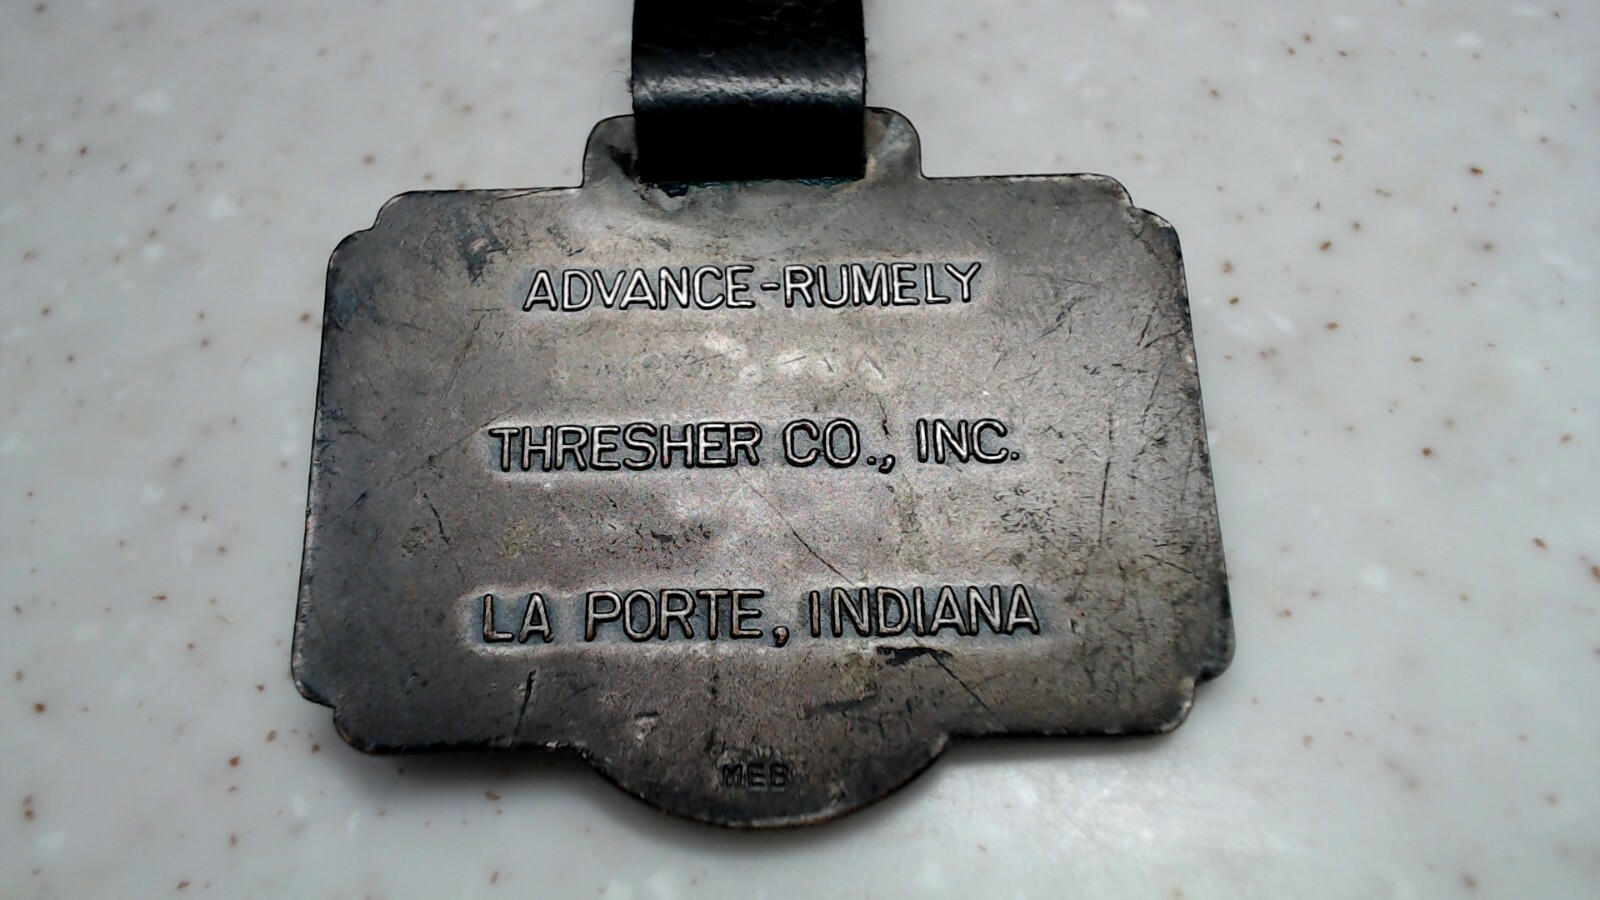 ADVANCE-RUMELY
THRESHER CO., INC.
LA PORTE, INDIANA
MEB